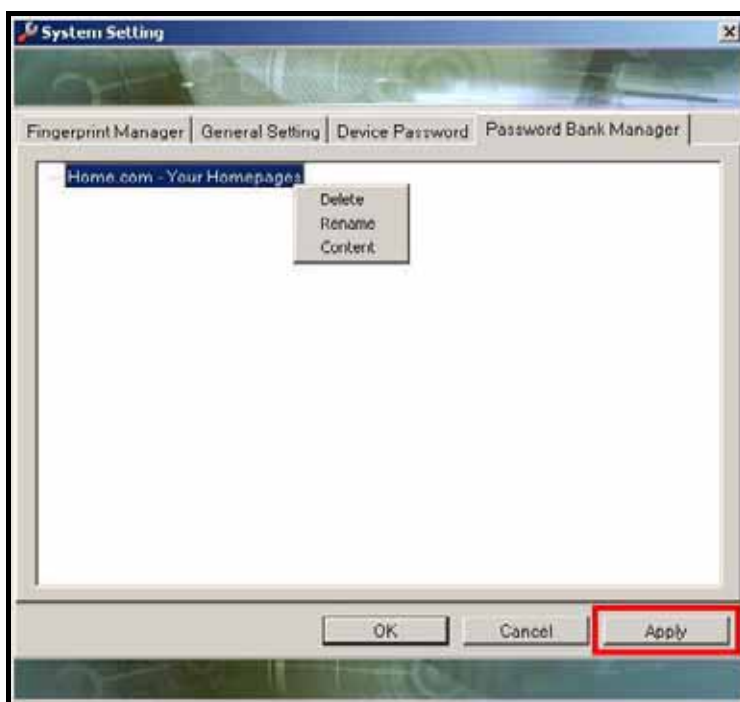 System Setting
Fingerprint Manager General Setting Device Password Password Bank Manager
Home.com - Your Homepages
Delete
Rename
Content
OK Cancel Apply